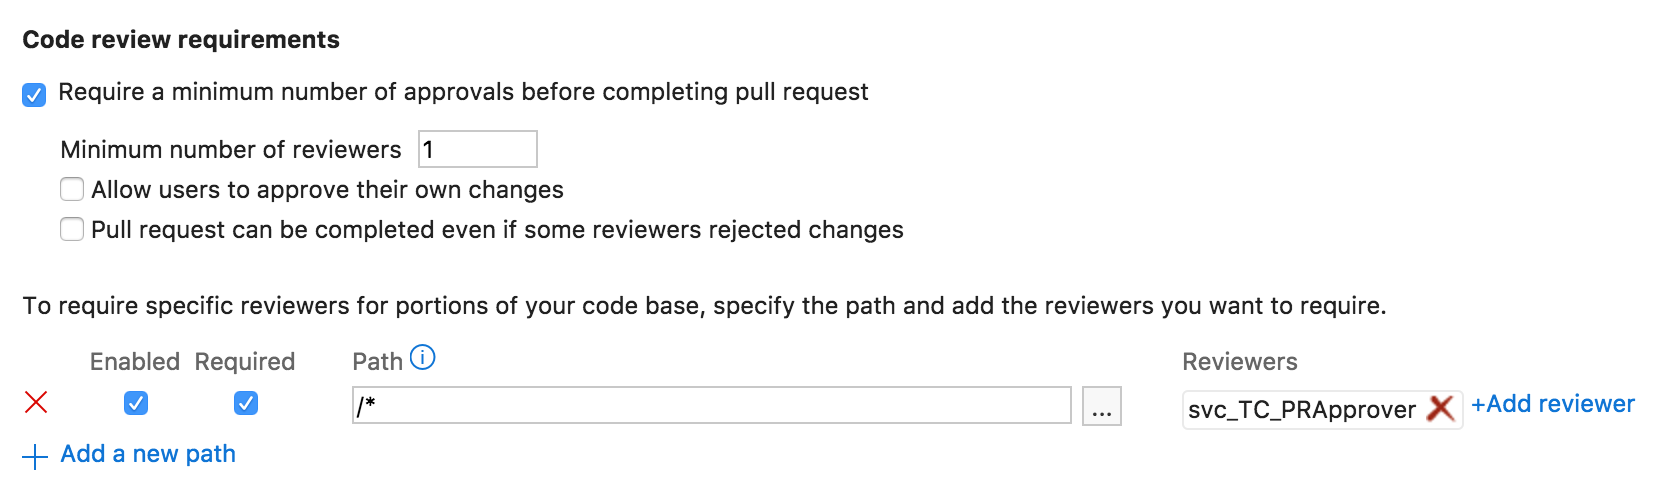 Code review requirements
Require a minimum number of approvals before completing pull request
Minimum number of reviewers 1
Allow users to approve their own changes
Pull request can be completed even if some reviewers rejected changes
To require specific reviewers for portions of your code base, specify the path and add the reviewers you want to require.
Enabled Required Path Reviewers
/* ... svc_TC_PRApprover +Add reviewer
Add a new path